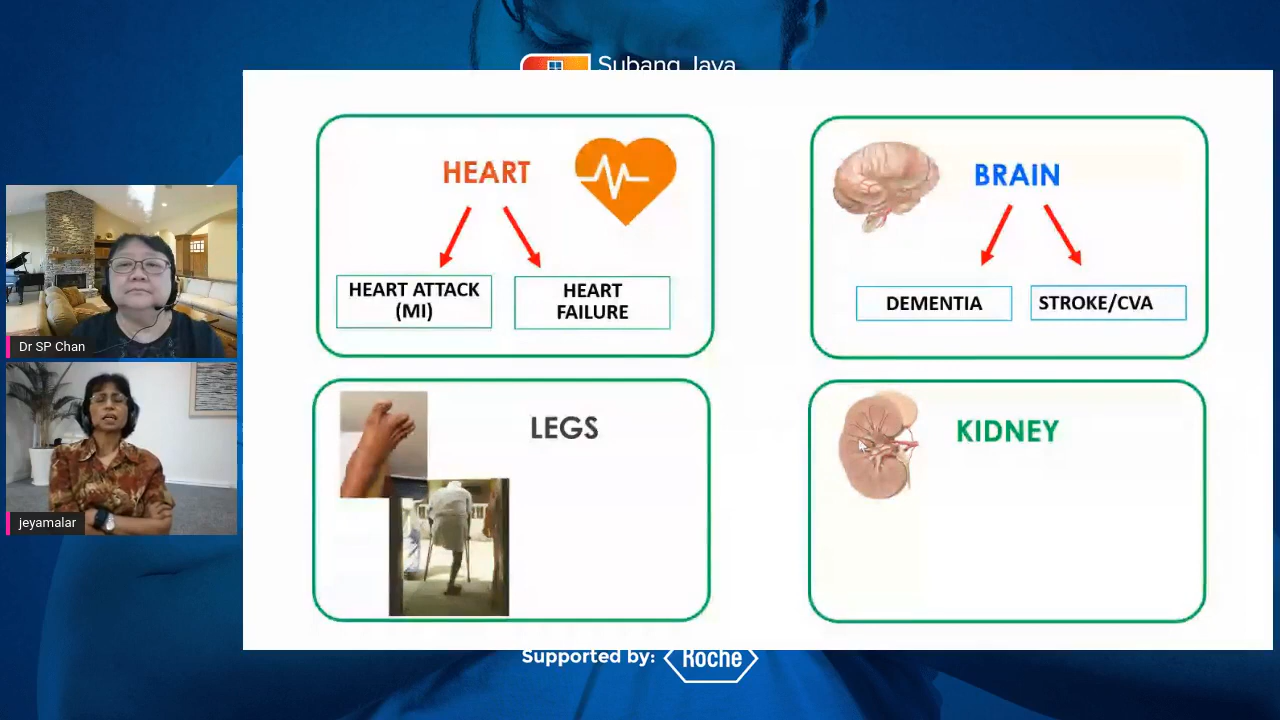 Subang Jaya
HEART
HEART ATTACK
(MI)
HEART
FAILURE
BRAIN
DEMENTIA
STROKE/CVA
LEGS
KIDNEY
Dr SP Chan
jeyamalar
Supported by:
Roche